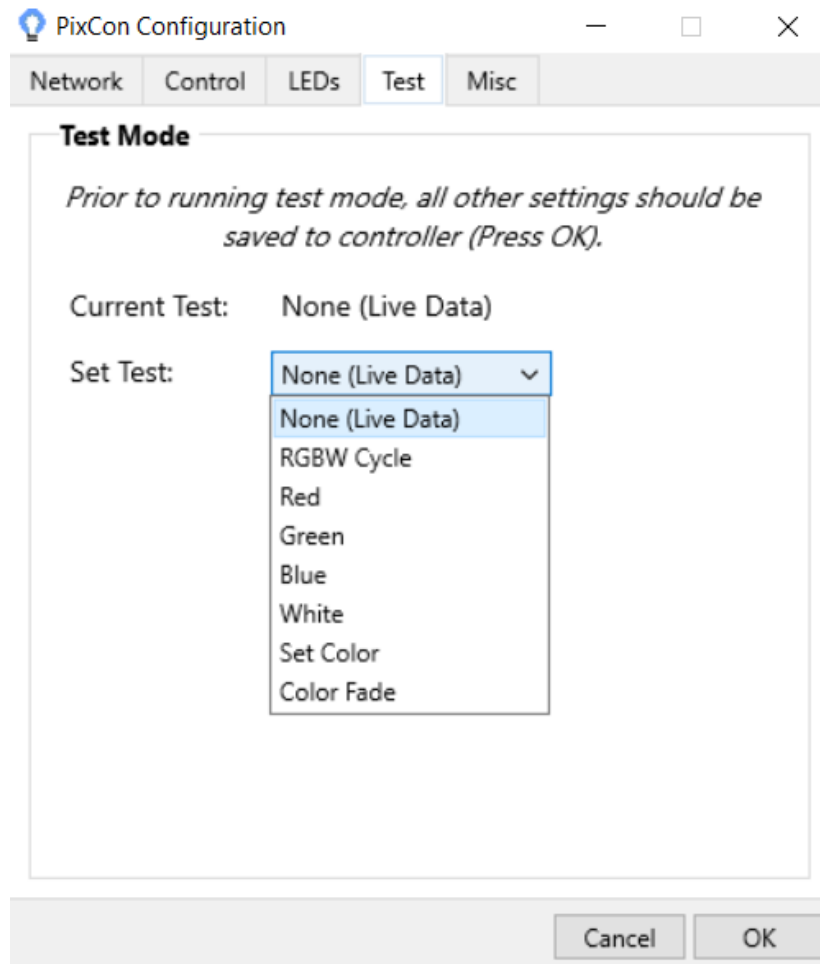 PixCon Configuration
Network Control LEDs Test Misc
Test Mode
Prior to running test mode, all other settings should be
saved to controller (Press OK).
Current Test: None (Live Data)
Set Test: None (Live Data)
None (Live Data)
RGBW Cycle
Red
Green
Blue
White
Set Color
Color Fade
Cancel OK